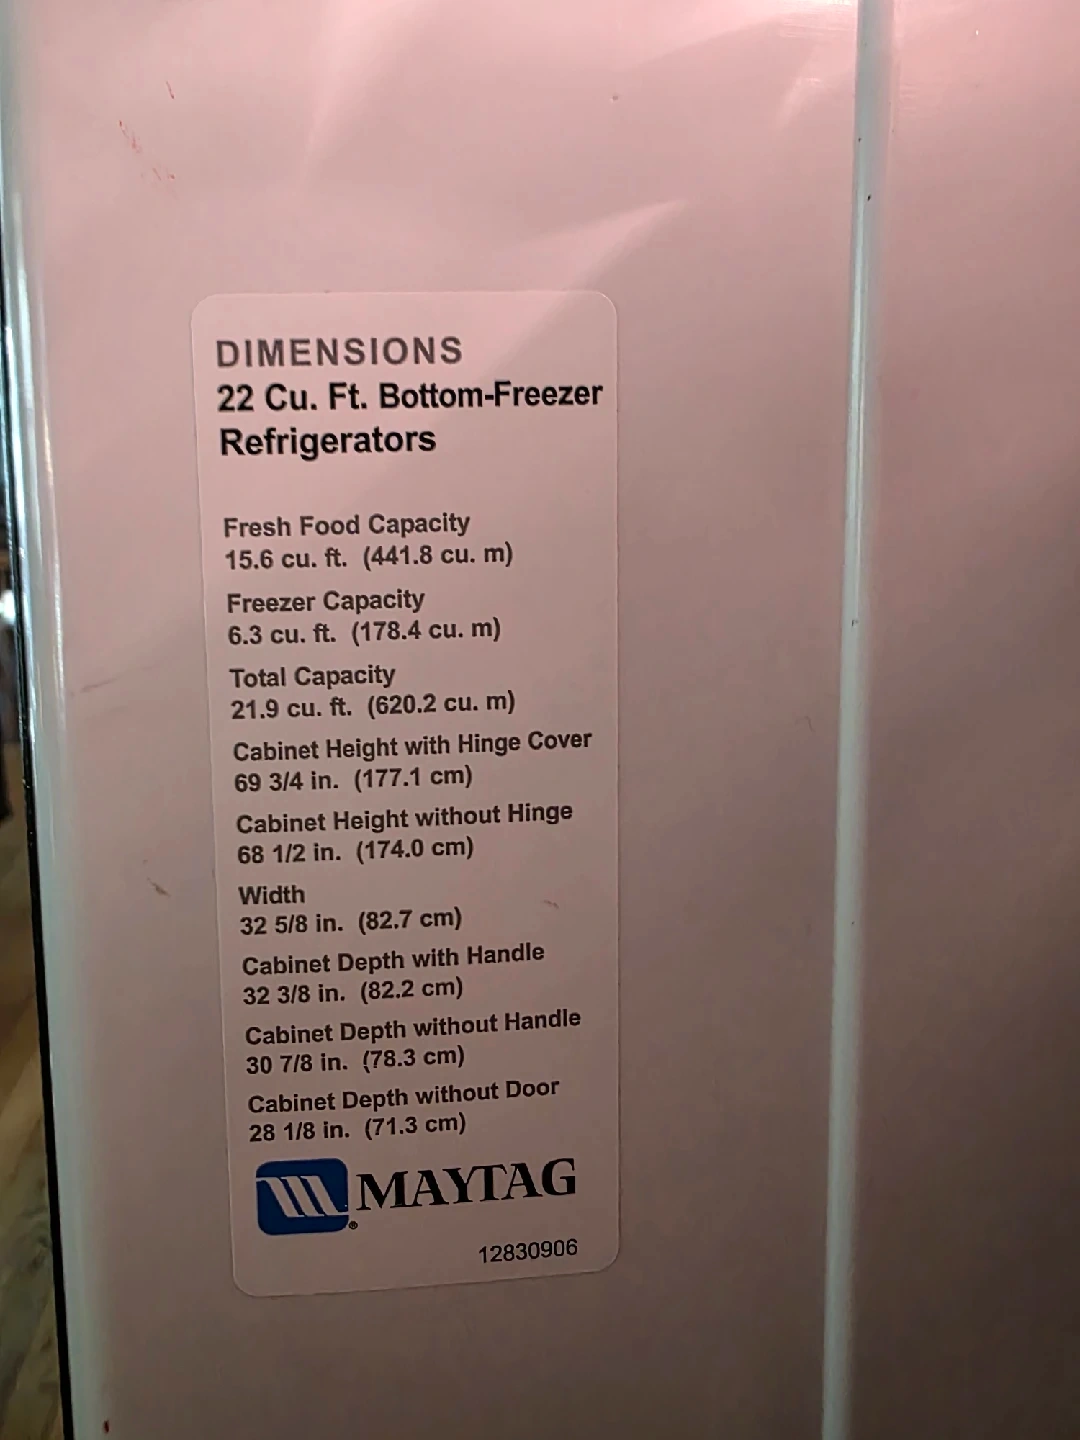 DIMENSIONS
22 Cu. Ft. Bottom-Freezer
Refrigerators
Fresh Food Capacity
15.6 cu. ft. (441.8 cu. m)
Freezer Capacity
6.3 cu. ft. (178.4 cu. m)
Total Capacity
21.9 cu. ft. (620.2 cu. m)
Cabinet Height with Hinge Cover
69 3/4 in. (177.1 cm)
Cabinet Height without Hinge
68 1/2 in. (174.0 cm)
Width
32 5/8 in. (82.7 cm)
Cabinet Depth with Handle
32 3/8 in. (82.2 cm)
Cabinet Depth without Handle
30 7/8 in. (78.3 cm)
Cabinet Depth without Door
28 1/8 in. (71.3 cm)
® MAYTAG
12830906